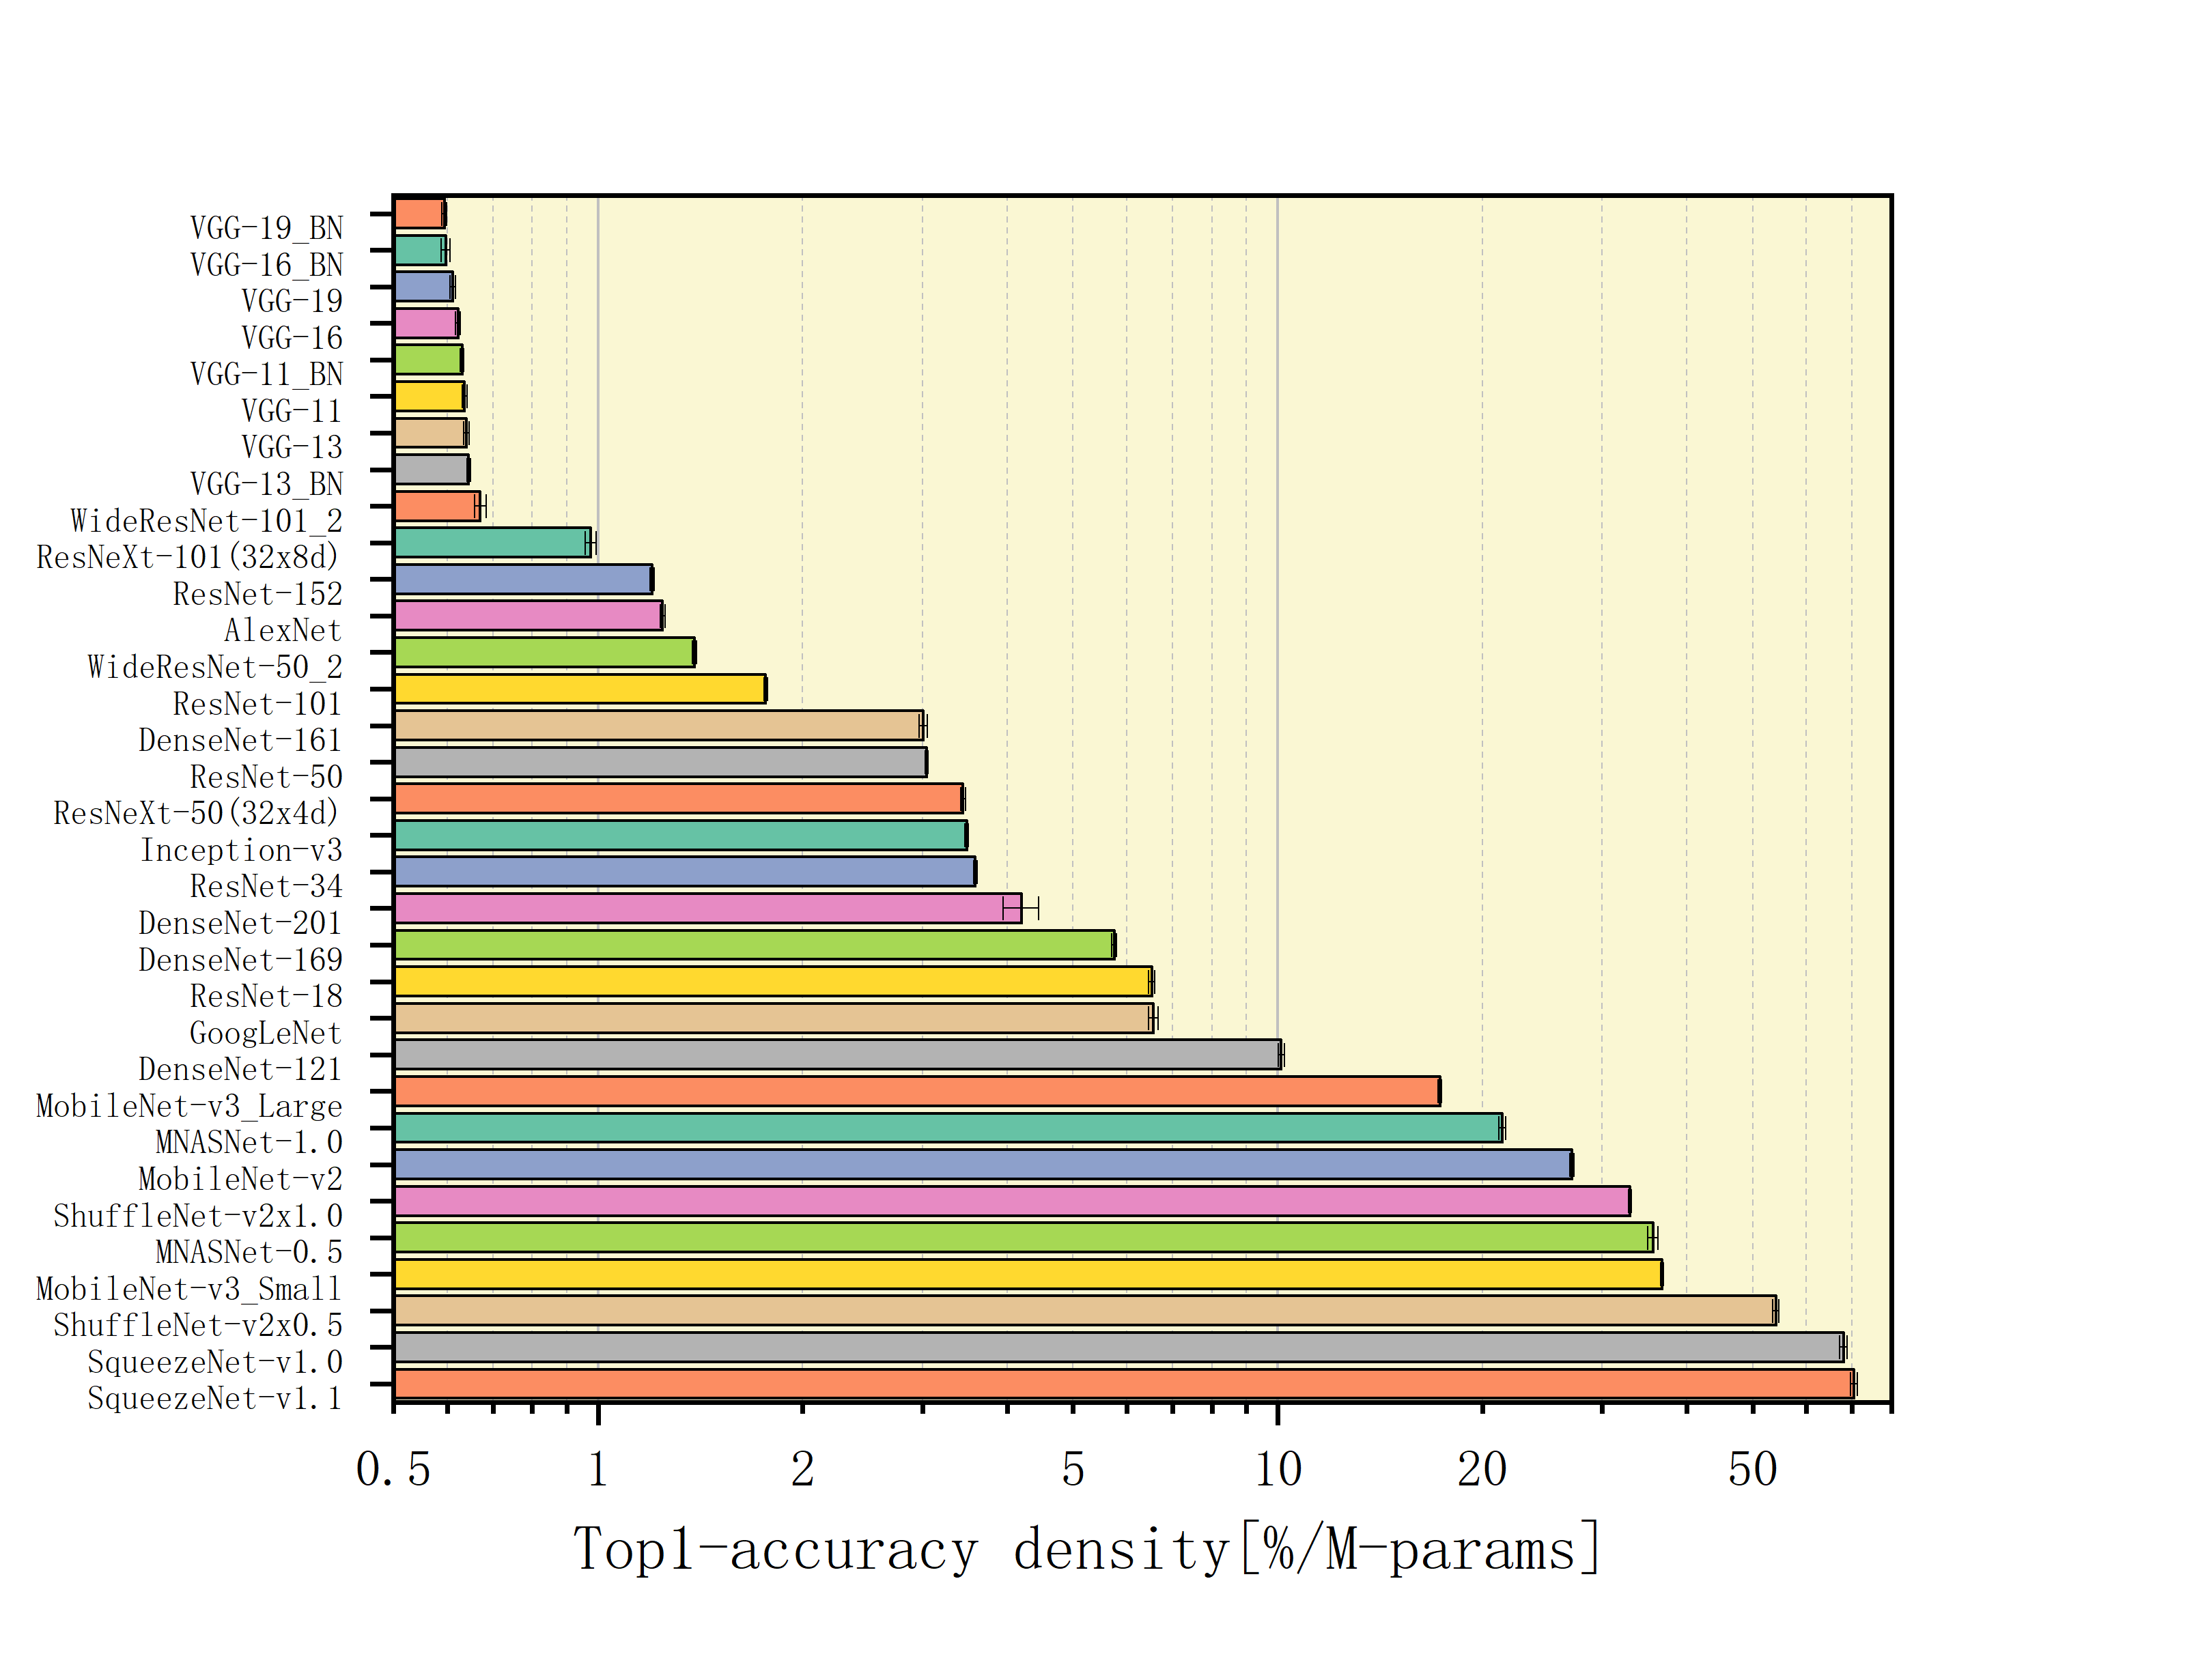 VGG-19_BN
VGG-16_BN
VGG-19
VGG-16
VGG-11_BN
VGG-11
VGG-13
VGG-13_BN
WideResNet-101_2
ResNeXt-101(32x8d)
ResNet-152
AlexNet
WideResNet-50_2
ResNet-101
DenseNet-161
ResNet-50
ResNeXt-50(32x4d)
Inception-v3
ResNet-34
DenseNet-201
DenseNet-169
ResNet-18
GoogLeNet
DenseNet-121
MobileNet-v3_Large
MNASNet-1.0
MobileNet-v2
ShuffleNet-v2x1.0
MNASNet-0.5
MobileNet-v3_Small
ShuffleNet-v2x0.5
SqueezeNet-v1.0
SqueezeNet-v1.1
0.5 1 2 5 10 20 50
Top1-accuracy density[%/M-params]